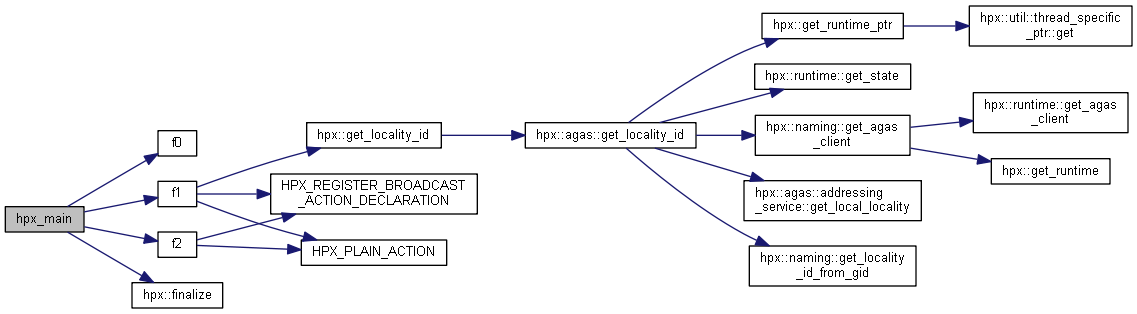 hpx_main
f0
f1
f2
hpx::finalize
hpx::get_locality_id
HPX_REGISTER_BROADCAST
_ACTION_DECLARATION
HPX_PLAIN_ACTION
hpx::agas::get_locality_id
hpx::get_runtime_ptr
hpx::runtime::get_state
hpx::naming::get_agas
_client
hpx::agas::addressing
_service::get_local_locality
hpx::naming::get_locality
_id_from_gid
hpx::util::thread_specific
_ptr::get
hpx::runtime::get_agas
_client
hpx::get_runtime